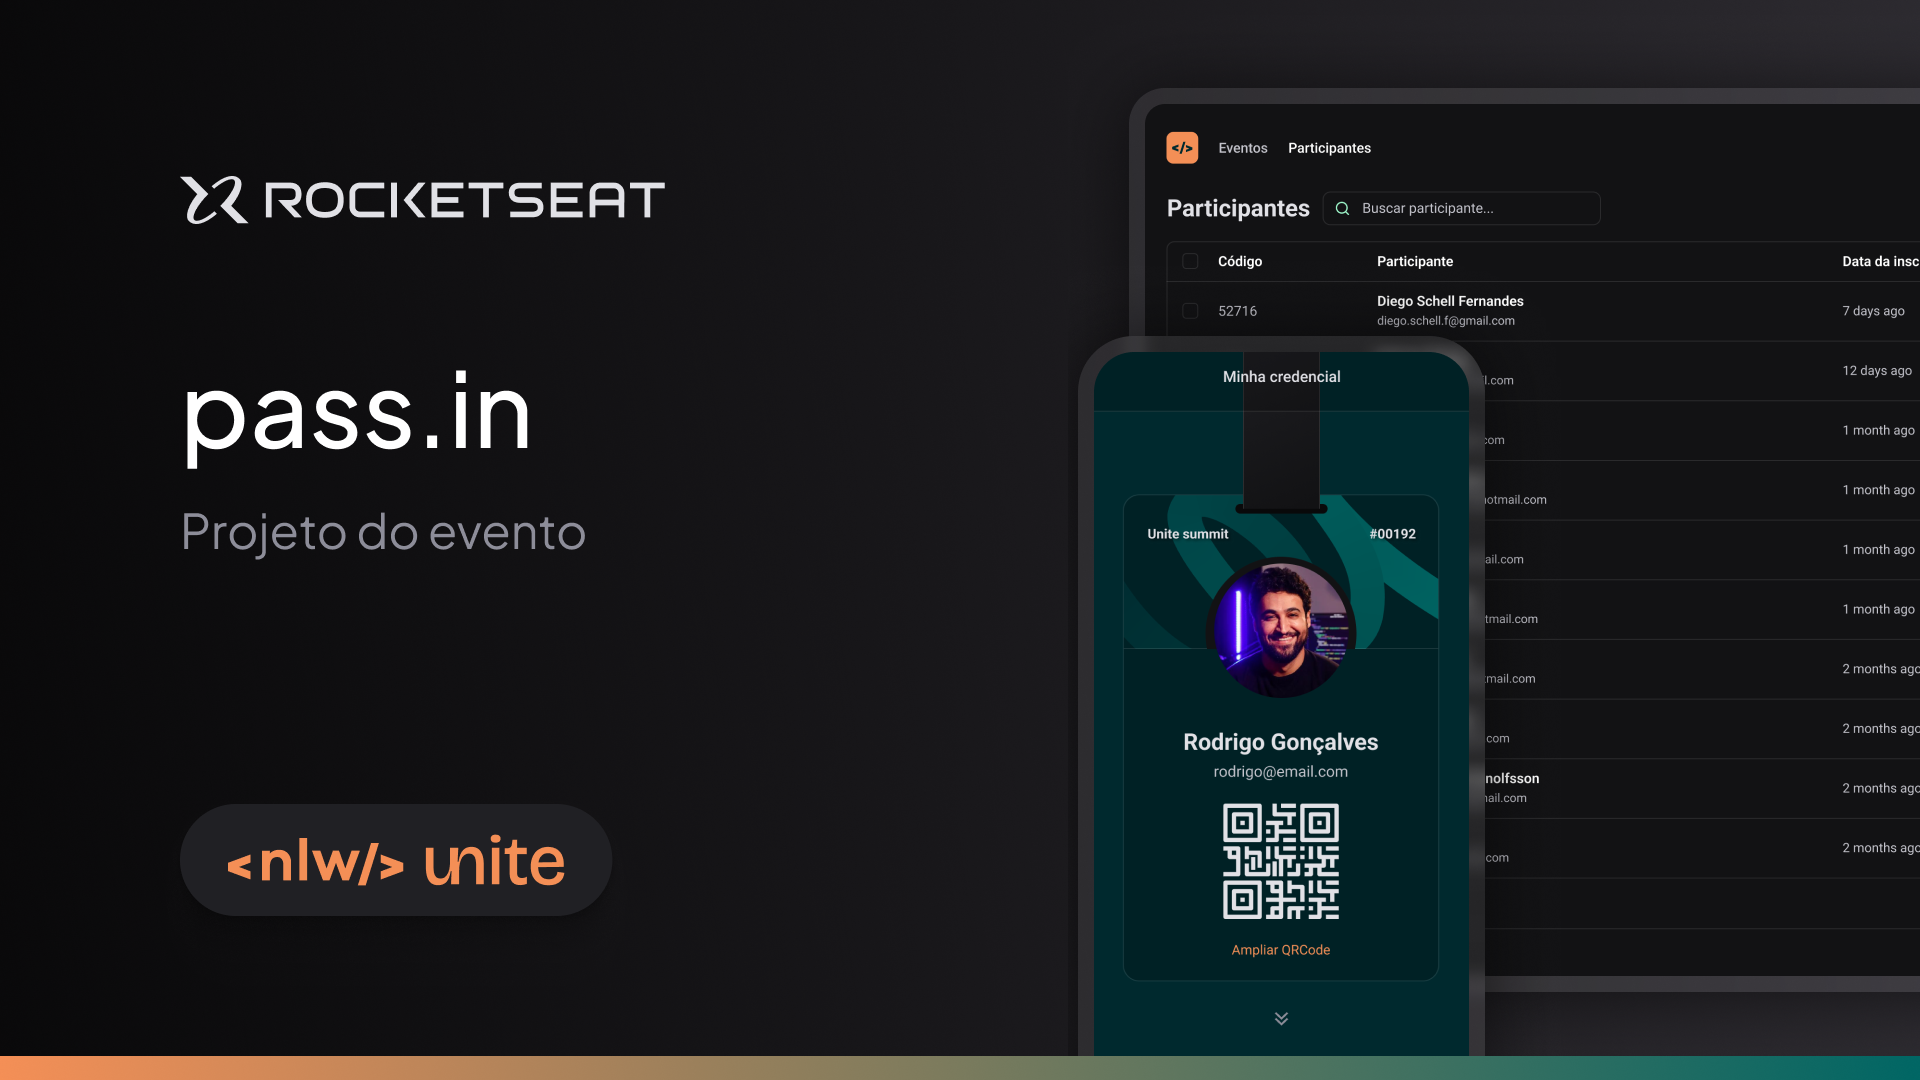 ROCKETSEAT
pass.in
Projeto do evento
<nlw/> unite
</> Eventos Participantes
Participantes Buscar participante...
Código Participante Data da insc
52716 Diego Schell Fernandes 7 days ago
diego.schell.f@gmail.com
12 days ago
l.com
1 month ago
com
1 month ago
otmail.com
1 month ago
ail.com
1 month ago
tmail.com
2 months ago
mail.com
2 months ago
com
nolfsson
2 months ago
ail.com
2 months ago
com
Minha credencial
Unite summit #00192
Rodrigo Gonçalves
rodrigo@email.com
Ampliar QRCode